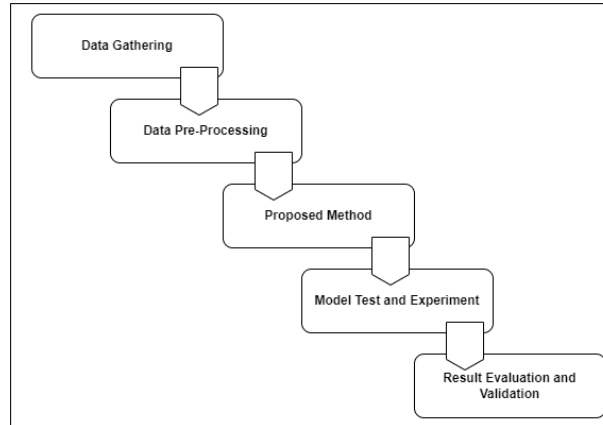 Data Gathering
Data Pre-Processing
Proposed Method
Model Test and Experiment
Result Evaluation and
Validation